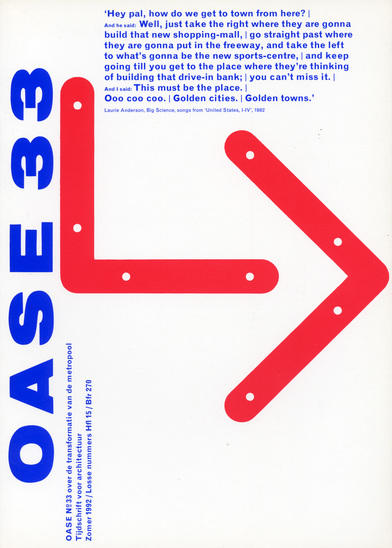 ‘Hey pal, how do we get to town from here? |
And he said: Well, just take the right where they are gonna
build that new shopping-mall, | go straight past where
they are gonna put in the freeway, and take the left
to what’s gonna be the new sports-centre, | and keep
going till you get to the place where they’re thinking
of building that drive-in bank; | you can’t miss it. |
And I said: This must be the place. |
Ooo coo coo. | Golden cities. | Golden towns.’
Laurie Anderson, Big Science, songs from ‘United States, I-IV’, 1982
OASE 33
OASE Nº33 over de transformatie van de metropool
Tijdschrift voor architectuur
Zomer 1992 / Losse nummers Hfl 15 / Bfr 270